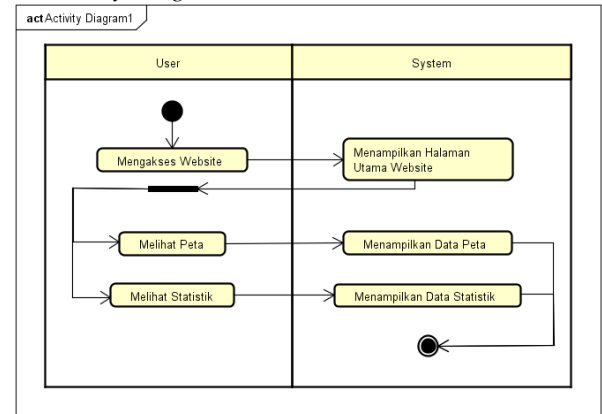 act Activity Diagram1
User
System
Mengakses Website
Menampilkan Halaman
Utama Website
Melihat Peta
Menampilkan Data Peta
Melihat Statistik
Menampilkan Data Statistik